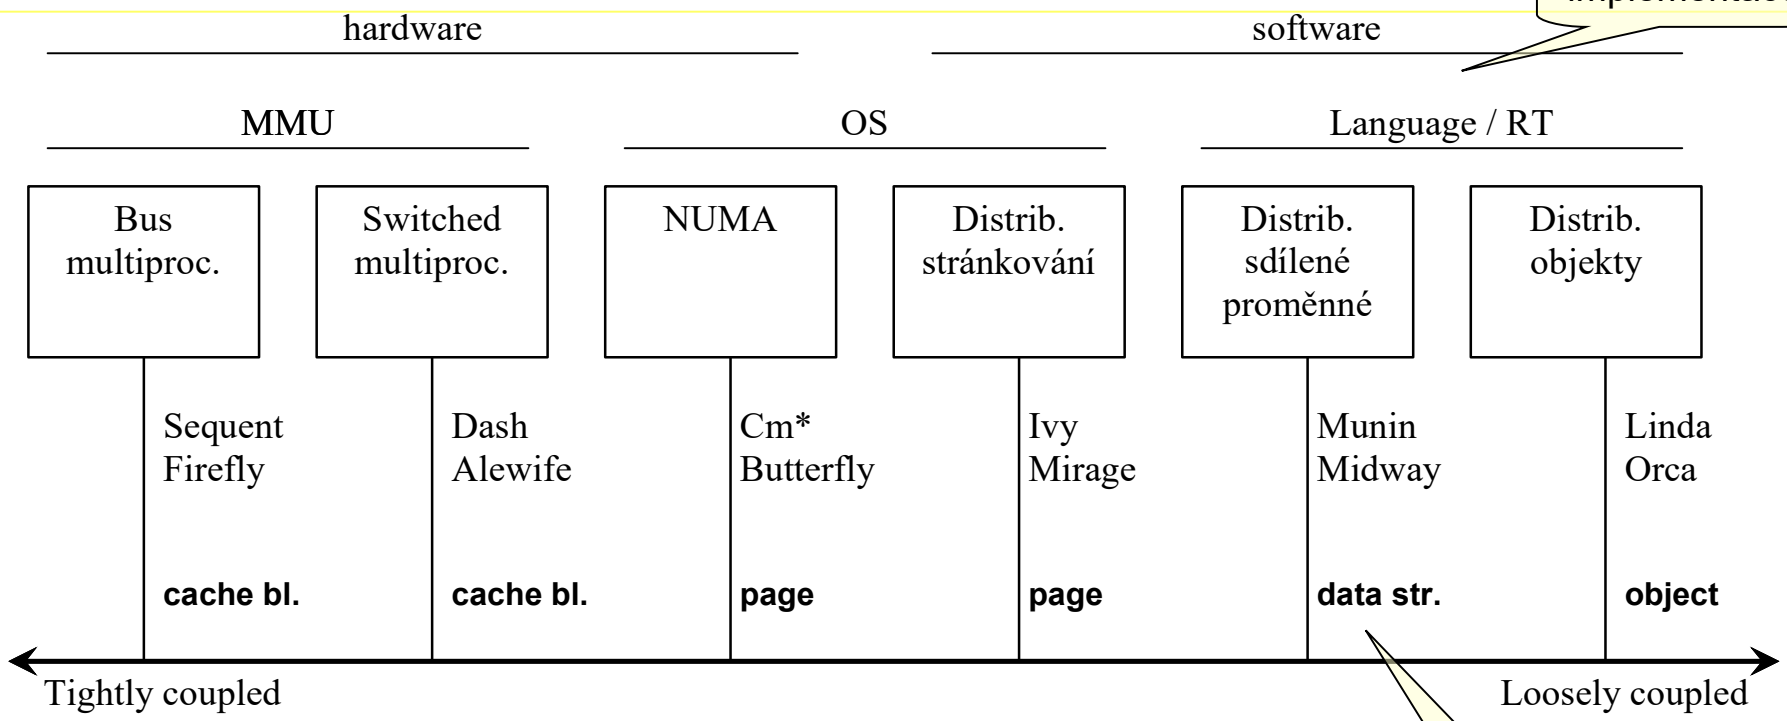 hardware
software
MMU
OS
Language / RT
Bus
multiproc.
Switched
multiproc.
NUMA
Distrib.
stránkování
Distrib.
sdílené
proměnné
Distrib.
objekty
Sequent
Firefly
Dash
Alewife
Cm*
Butterfly
Ivy
Mirage
Munin
Midway
Linda
Orca
cache bl.
cache bl.
page
page
data str.
object
Tightly coupled
Loosely coupled